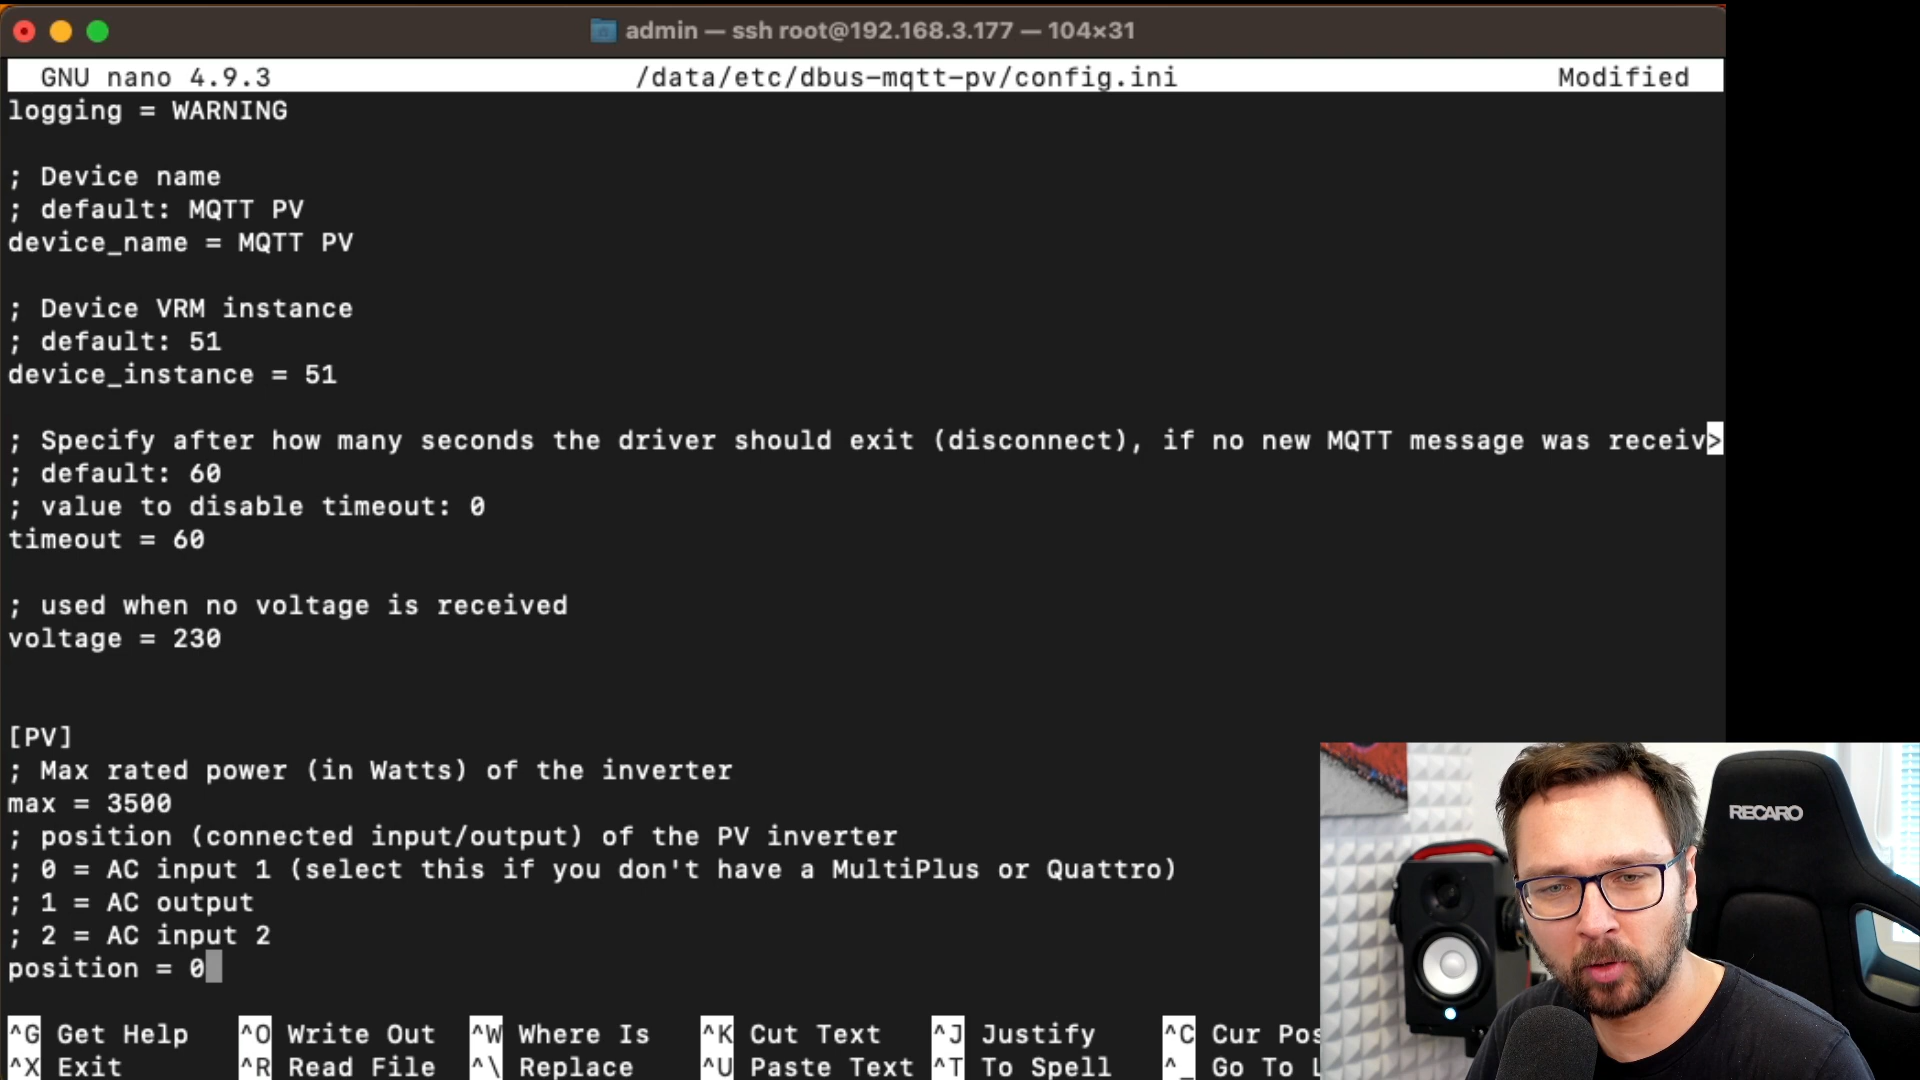 admin — ssh root@192.168.3.177 — 104×31
GNU nano 4.9.3 /data/etc/dbus-mqtt-pv/config.ini Modified
logging = WARNING
; Device name
; default: MQTT PV
device_name = MQTT PV
; Device VRM instance
; default: 51
device_instance = 51
; Specify after how many seconds the driver should exit (disconnect), if no new MQTT message was receiv>
; default: 60
; value to disable timeout: 0
timeout = 60
; used when no voltage is received
voltage = 230
[PV]
; Max rated power (in Watts) of the inverter
max = 3500
; position (connected input/output) of the PV inverter
; 0 = AC input 1 (select this if you don't have a MultiPlus or Quattro)
; 1 = AC output
; 2 = AC input 2
position = 0
^G Get Help ^O Write Out ^W Where Is ^K Cut Text ^J Justify ^C Cur Pos
^X Exit ^R Read File ^\ Replace ^U Paste Text ^T To Spell ^_ Go To L
RECARO